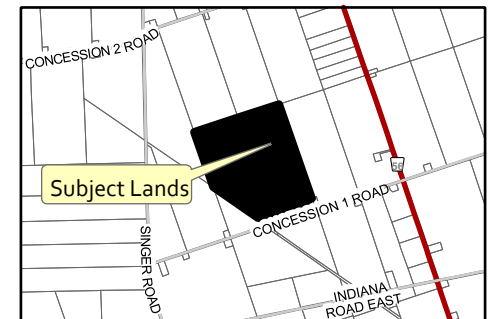 CONCESSION 2 ROAD
56
Subject Lands
CONCESSION 1 ROAD
SINGER ROAD
INDIANA
ROAD EAST